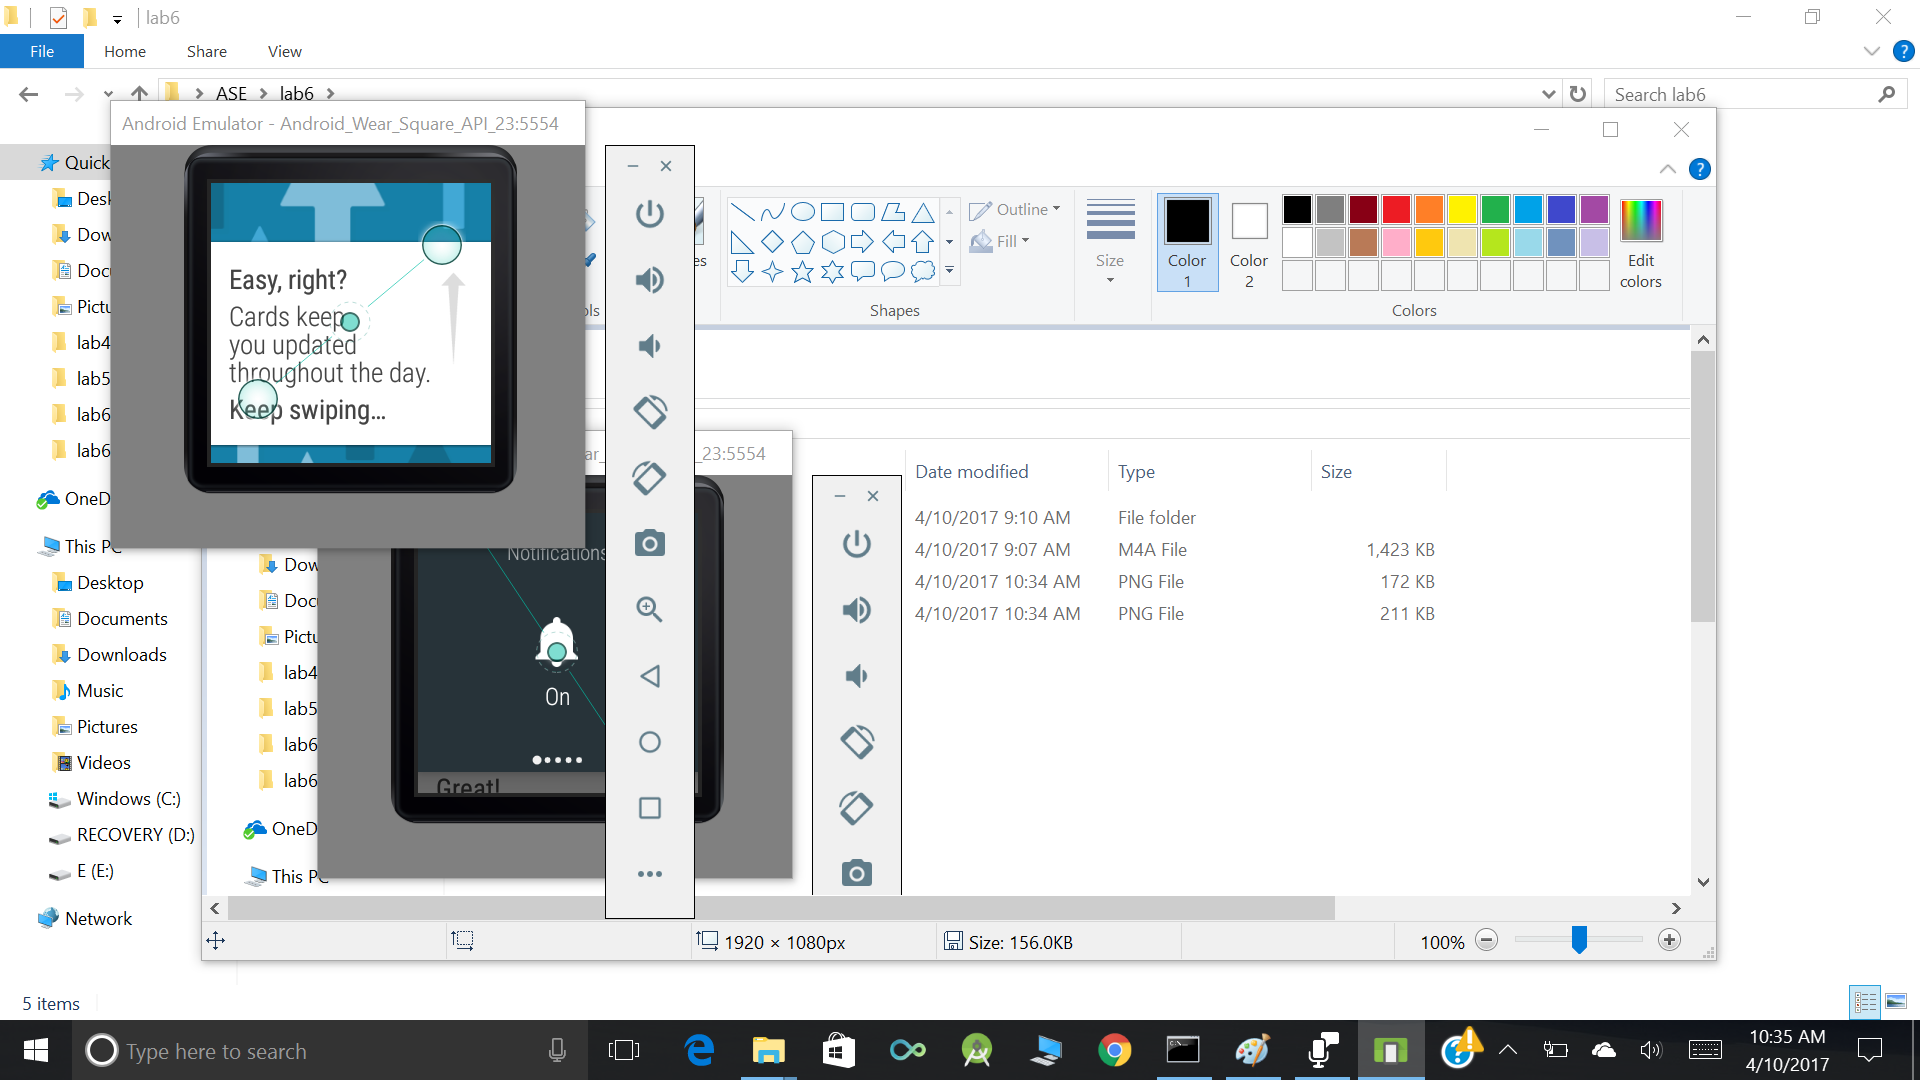 lab6
File Home Share View
ASE lab6
Search lab6
Android Emulator - Android_Wear_Square_API_23:5554
Quick
Desk
Dow
Docu
Pictu
lab4
lab5
lab6
lab6
OneD
This PC
Desktop
Documents
Downloads
Music
Pictures
Videos
Windows (C:)
RECOVERY (D:)
E (E:)
Network
5 items
Easy, right?
Cards keep
you updated
throughout the day.
Keep swiping...
Outline
Fill
Shapes
Size
Color
1
Color
2
Edit
colors
Colors
_23:5554
Notifications
On
Great!
Dow
Docu
Pictu
lab4
lab5
lab6
lab6
OneD
This PC
Date modified Type Size
4/10/2017 9:10 AM File folder
4/10/2017 9:07 AM M4A File 1,423 KB
4/10/2017 10:34 AM PNG File 172 KB
4/10/2017 10:34 AM PNG File 211 KB
1920 × 1080px
Size: 156.0KB
100%
Type here to search
10:35 AM
4/10/2017